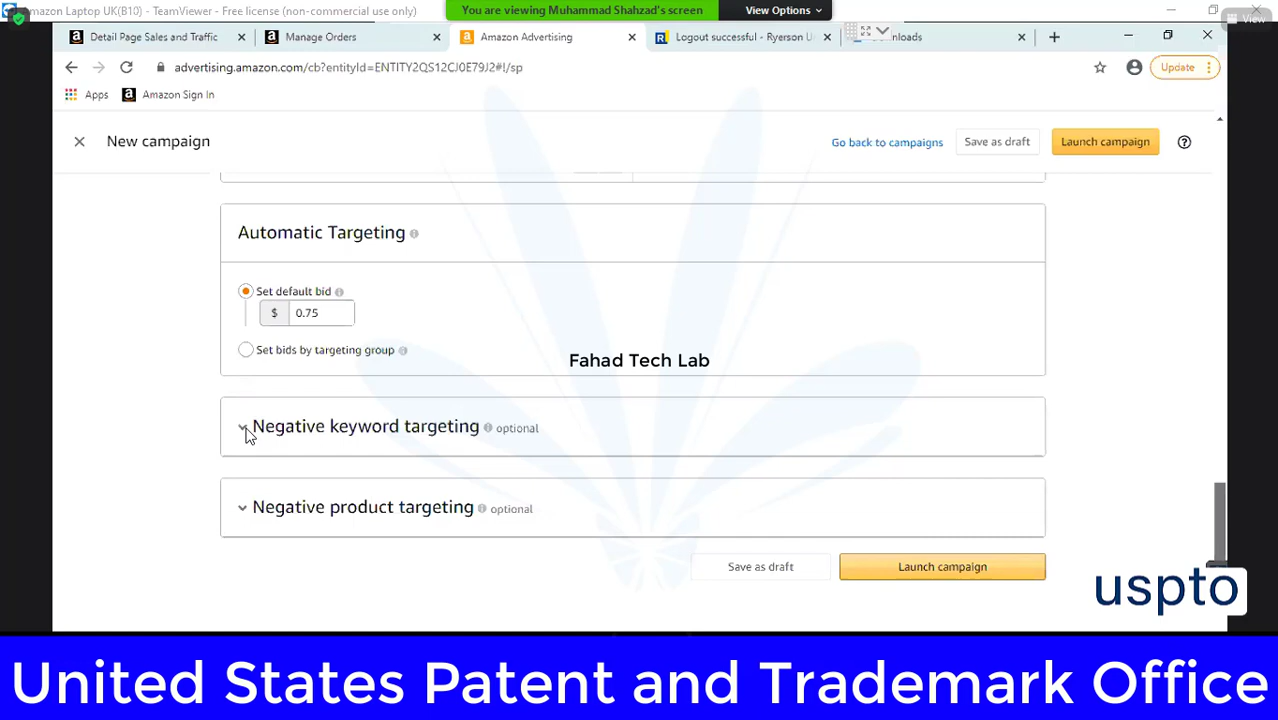 Amazon Laptop UK(B10) - TeamViewer - Free license (non-commercial use only)
You are viewing Muhammad Shahzad's screen
View Options
View
Detail Page Sales and Traffic
Manage Orders
Amazon Advertising
Logout successful - Ryerson U
advertising.amazon.com/cb?entityId=ENTITY2QS12CJ0E79J2#!/sp
Update
Apps
Amazon Sign In
New campaign
Go back to campaigns
Save as draft
Launch campaign
Automatic Targeting
Set default bid
$ 0.75
Set bids by targeting group
Fahad Tech Lab
Negative keyword targeting optional
Negative product targeting optional
Save as draft
Launch campaign
uspto
United States Patent and Trademark Office